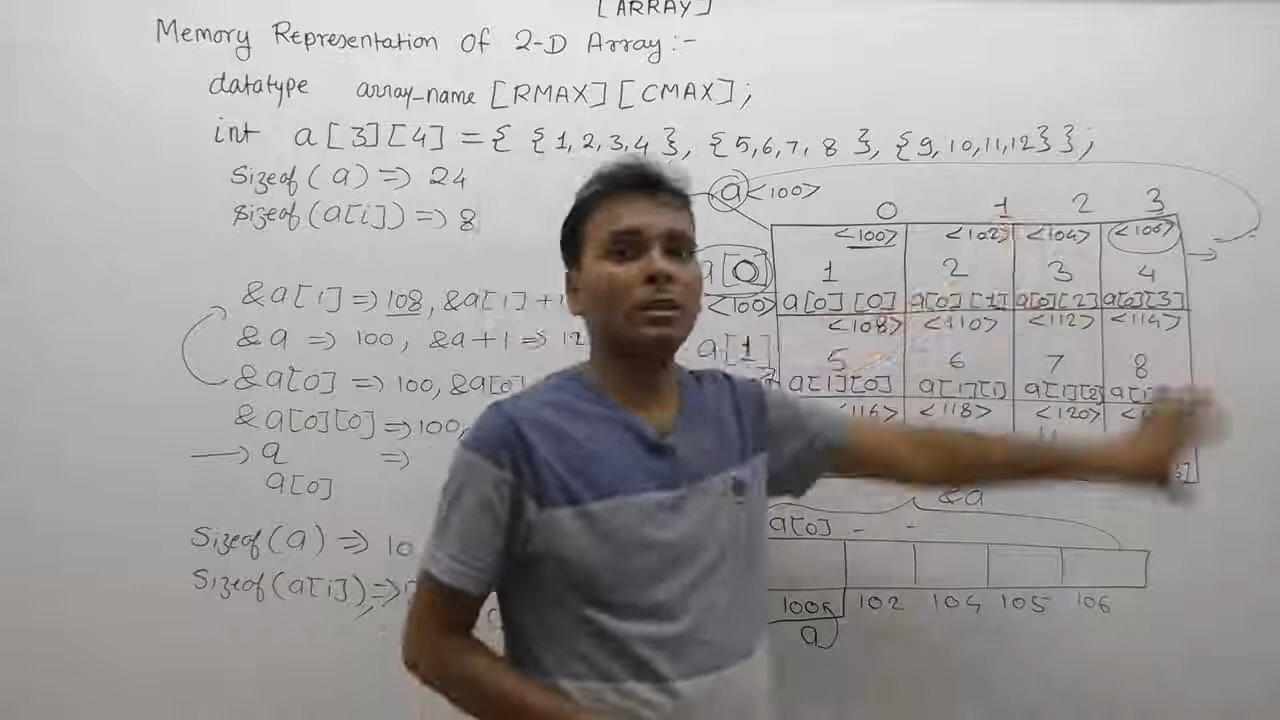 [ARRAY]
Memory Representation Of 2-D Array:-
datatype array_name [RMAX][CMAX];
int a[3][4] = { {1,2,3,4}, {5,6,7,8}, {9,10,11,12} };
Sizeof(a) => 24
Sizeof(a[i]) => 8
&a[1] => 108, &a[1]+
&a => 100, &a+1 => 12
&a[0] => 100, &a[0]
&a[0][0] => 100,
→ a =>
a[0]
Sizeof(a) => 10
Sizeof(a[i]) =>
a <100>
0 1 2 3
<100> <102> <104> <106>
a[0] 1 2 3 4
<100> a[0][0] a[0][1] a[0][2] a[0][3]
<108> <110> <112> <114>
a[1] 5 6 7 8
a[1][0] a[1][1] a[1][2]
<118> <120>
&a
a[0] - -
102 104 105 106
a